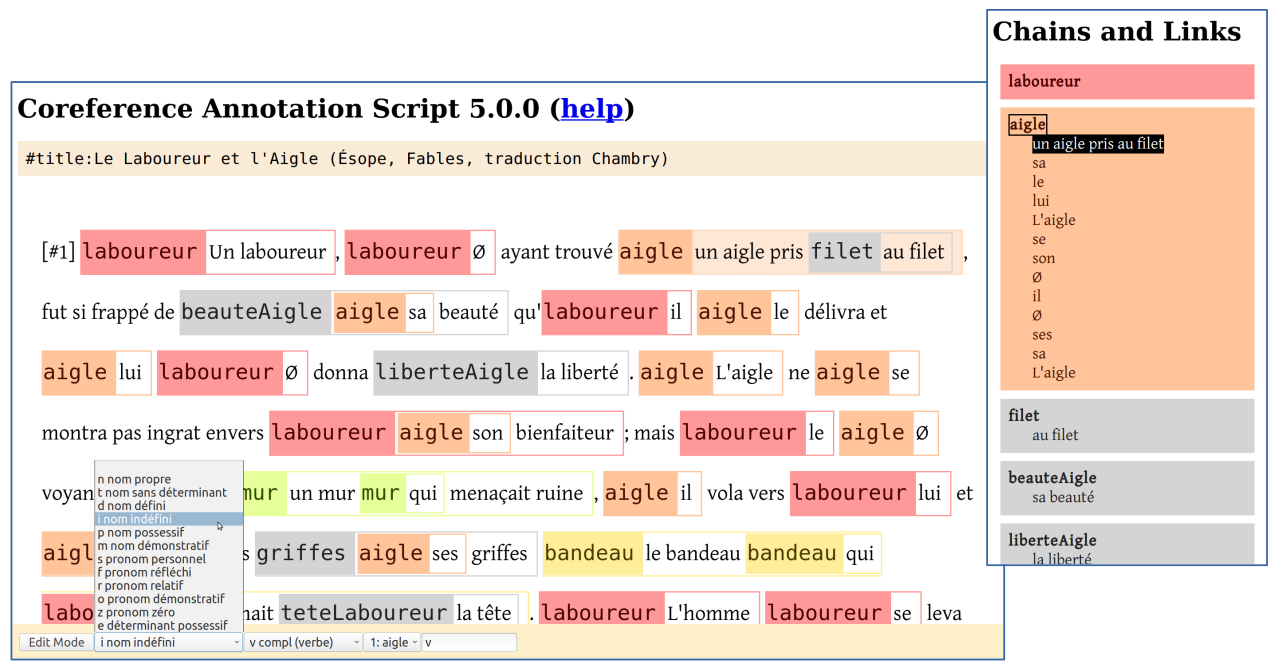 Coreference Annotation Script 5.0.0 (help)
#title:Le Laboureur et l'Aigle (Ésope, Fables, traduction Chambry)
[#1] laboureur Un laboureur , laboureur Ø ayant trouvé aigle un aigle pris filet au filet ,
fut si frappé de beauteAigle aigle sa beauté qu'laboureur il aigle le délivra et
aigle lui laboureur Ø donna liberteAigle la liberté . aigle L'aigle ne aigle se
montra pas ingrat envers laboureur aigle son bienfaiteur ; mais laboureur le aigle Ø
voyan mur un mur mur qui menaçait ruine , aigle il vola vers laboureur lui et
aigl s griffes aigle ses griffes bandeau le bandeau bandeau qui
labo nait teteLaboureur la tête . laboureur L'homme laboureur se leva
n nom propre
t nom sans déterminant
d nom défini
i nom indéfini
p nom possessif
m nom démonstratif
s pronom personnel
f pronom réfléchi
r pronom relatif
o pronom démonstratif
z pronom zéro
e déterminant possessif
Edit Mode i nom indéfini v compl (verbe) 1: aigle v
Chains and Links
laboureur
aigle
un aigle pris au filet
sa
le
lui
L'aigle
se
son
Ø
il
Ø
ses
sa
L'aigle
filet
au filet
beauteAigle
sa beauté
liberteAigle
la liberté